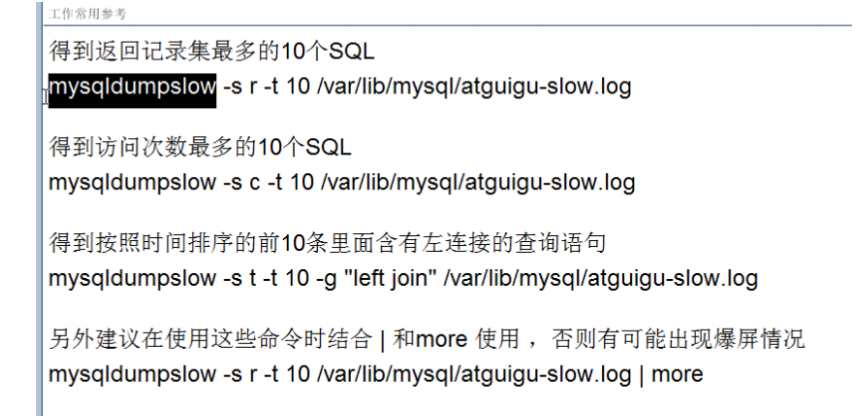 工作常用参考
得到返回记录集最多的10个SQL
mysqldumpslow -s r -t 10 /var/lib/mysql/atguigu-slow.log
得到访问次数最多的10个SQL
mysqldumpslow -s c -t 10 /var/lib/mysql/atguigu-slow.log
得到按照时间排序的前10条里面含有左连接的查询语句
mysqldumpslow -s t -t 10 -g "left join" /var/lib/mysql/atguigu-slow.log
另外建议在使用这些命令时结合 | 和more 使用 ，否则有可能出现爆屏情况
mysqldumpslow -s r -t 10 /var/lib/mysql/atguigu-slow.log | more